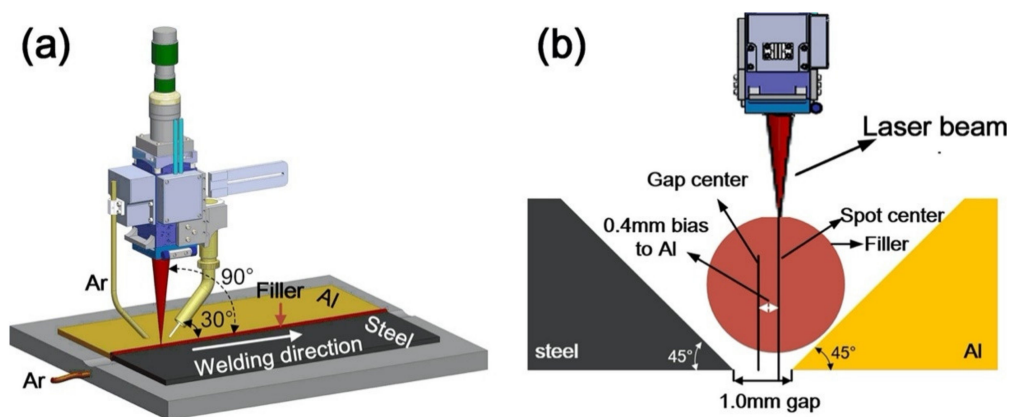 (a)
Ar
90°
30°
Filler
Al
Steel
Welding direction
Ar
(b)
Laser beam
Gap center
0.4mm bias
to Al
Spot center
Filler
steel
45°
45°
Al
1.0mm gap